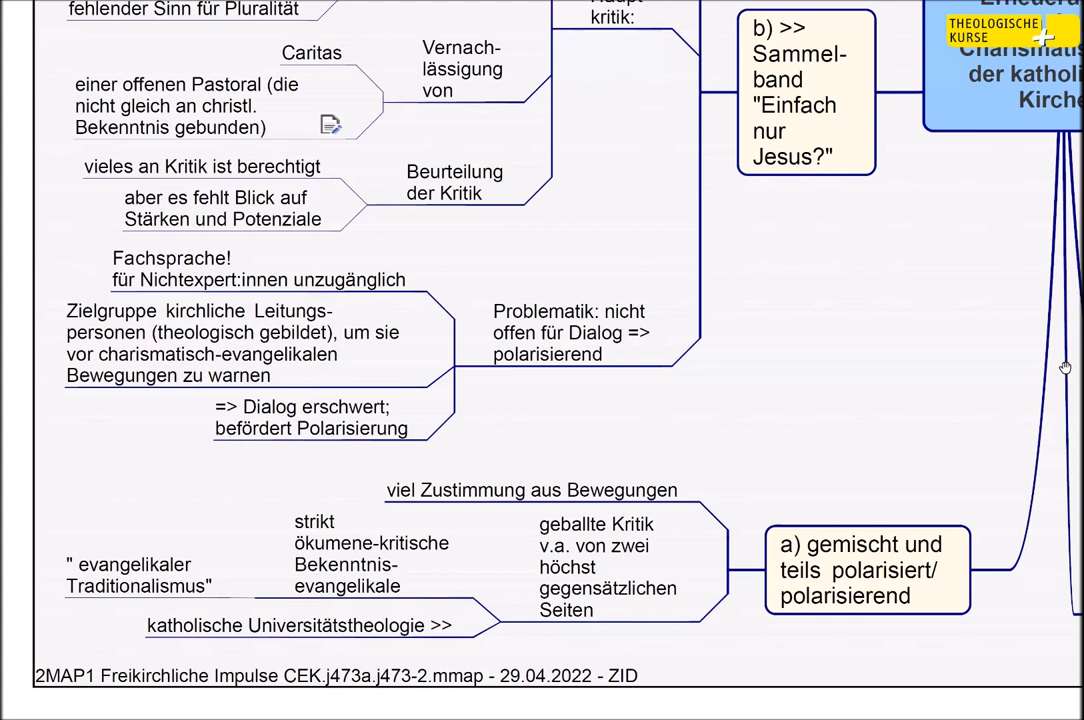 fehlender Sinn für Pluralität
kritik:
Caritas
Vernach-
lässigung
von
einer offenen Pastoral (die
nicht gleich an christl.
Bekenntnis gebunden)
vieles an Kritik ist berechtigt
aber es fehlt Blick auf
Stärken und Potenziale
Beurteilung
der Kritik
b) >>
Sammel-
band
"Einfach
nur
Jesus?"
THEOLOGISCHE
KURSE
der katholi
Kirche
Fachsprache!
für Nichtexpert:innen unzugänglich
Zielgruppe kirchliche Leitungs-
personen (theologisch gebildet), um sie
vor charismatisch-evangelikalen
Bewegungen zu warnen
=> Dialog erschwert;
befördert Polarisierung
Problematik: nicht
offen für Dialog =>
polarisierend
viel Zustimmung aus Bewegungen
geballte Kritik
v.a. von zwei
höchst
gegensätzlichen
Seiten
strikt
ökumene-kritische
Bekenntnis-
evangelikale
" evangelikaler
Traditionalismus"
katholische Universitätstheologie >>
a) gemischt und
teils polarisiert/
polarisierend
2MAP1 Freikirchliche Impulse CEK.j473a.j473-2.mmap - 29.04.2022 - ZID